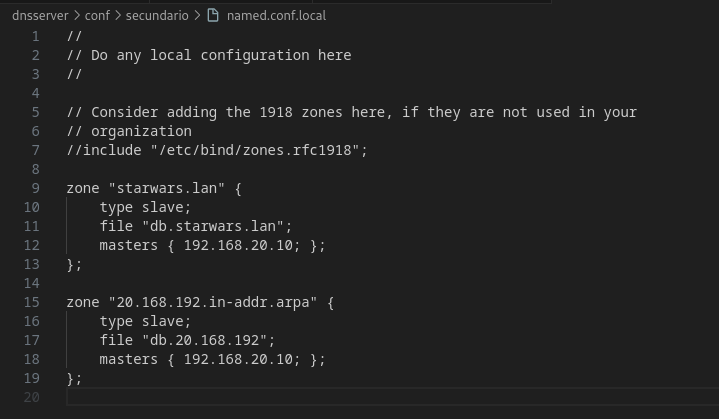 dnsserver > conf > secundario > named.conf.local
1 //
2 // Do any local configuration here
3 //
4
5 // Consider adding the 1918 zones here, if they are not used in your
6 // organization
7 //include "/etc/bind/zones.rfc1918";
8
9 zone "starwars.lan" {
10     type slave;
11     file "db.starwars.lan";
12     masters { 192.168.20.10; };
13 };
14
15 zone "20.168.192.in-addr.arpa" {
16     type slave;
17     file "db.20.168.192";
18     masters { 192.168.20.10; };
19 };
20